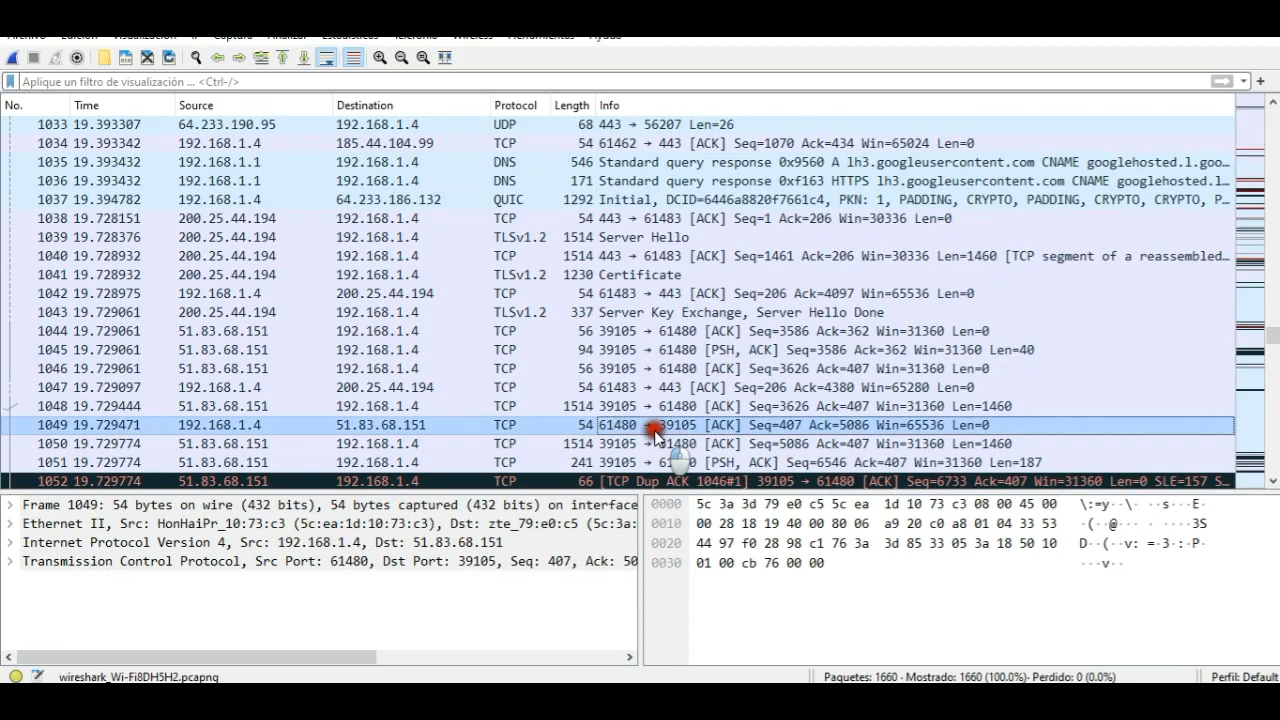 Aplique un filtro de visualización ... <Ctrl-/>
No. Time Source Destination Protocol Length Info
1033 19.393307 64.233.190.95 192.168.1.4 UDP 68 443 → 56207 Len=26
1034 19.393342 192.168.1.4 185.44.104.99 TCP 54 61462 → 443 [ACK] Seq=1070 Ack=434 Win=65024 Len=0
1035 19.393432 192.168.1.1 192.168.1.4 DNS 546 Standard query response 0x9560 A lh3.googleusercontent.com CNAME googlehosted.l.goo…
1036 19.393432 192.168.1.1 192.168.1.4 DNS 171 Standard query response 0xf163 HTTPS lh3.googleusercontent.com CNAME googlehosted.l…
1037 19.394782 192.168.1.4 64.233.186.132 QUIC 1292 Initial, DCID=6446a8820f7661c4, PKN: 1, PADDING, CRYPTO, PADDING, CRYPTO, CRYPTO, P…
1038 19.728151 200.25.44.194 192.168.1.4 TCP 54 443 → 61483 [ACK] Seq=1 Ack=206 Win=30336 Len=0
1039 19.728376 200.25.44.194 192.168.1.4 TLSv1.2 1514 Server Hello
1040 19.728932 200.25.44.194 192.168.1.4 TCP 1514 443 → 61483 [ACK] Seq=1461 Ack=206 Win=30336 Len=1460 [TCP segment of a reassembled…
1041 19.728932 200.25.44.194 192.168.1.4 TLSv1.2 1230 Certificate
1042 19.728975 192.168.1.4 200.25.44.194 TCP 54 61483 → 443 [ACK] Seq=206 Ack=4097 Win=65536 Len=0
1043 19.729061 200.25.44.194 192.168.1.4 TLSv1.2 337 Server Key Exchange, Server Hello Done
1044 19.729061 51.83.68.151 192.168.1.4 TCP 56 39105 → 61480 [ACK] Seq=3586 Ack=362 Win=31360 Len=0
1045 19.729061 51.83.68.151 192.168.1.4 TCP 94 39105 → 61480 [PSH, ACK] Seq=3586 Ack=362 Win=31360 Len=40
1046 19.729061 51.83.68.151 192.168.1.4 TCP 56 39105 → 61480 [ACK] Seq=3626 Ack=407 Win=31360 Len=0
1047 19.729097 192.168.1.4 200.25.44.194 TCP 54 61483 → 443 [ACK] Seq=206 Ack=4380 Win=65280 Len=0
1048 19.729444 51.83.68.151 192.168.1.4 TCP 1514 39105 → 61480 [ACK] Seq=3626 Ack=407 Win=31360 Len=1460
1049 19.729471 192.168.1.4 51.83.68.151 TCP 54 61480 → 39105 [ACK] Seq=407 Ack=5086 Win=65536 Len=0
1050 19.729774 51.83.68.151 192.168.1.4 TCP 1514 39105 → 61480 [ACK] Seq=5086 Ack=407 Win=31360 Len=1460
1051 19.729774 51.83.68.151 192.168.1.4 TCP 241 39105 → [PSH, ACK] Seq=6546 Ack=407 Win=31360 Len=187
1052 19.729774 51.83.68.151 192.168.1.4 TCP 66 [TCP Dup ACK 1046#1] 39105 → 61480 [ACK] Seq=6733 Ack=407 Win=31360 Len=0 SLE=157 S…
Frame 1049: 54 bytes on wire (432 bits), 54 bytes captured (432 bits) on interface
Ethernet II, Src: HonHaiPr_10:73:c3 (5c:ea:1d:10:73:c3), Dst: zte_79:e0:c5 (5c:3a:
Internet Protocol Version 4, Src: 192.168.1.4, Dst: 51.83.68.151
Transmission Control Protocol, Src Port: 61480, Dst Port: 39105, Seq: 407, Ack: 50
0000 5c 3a 3d 79 e0 c5 5c ea 1d 10 73 c3 08 00 45 00 \:=y··\· ··s···E·
0010 00 28 18 19 40 00 80 06 a9 20 c0 a8 01 04 33 53 ·(··@··· · ····3S
0020 44 97 f0 28 98 c1 76 3a 3d 85 33 05 3a 18 50 10 D··(··v: =·3·:·P·
0030 01 00 cb 76 00 00 ···v··
wireshark_Wi-Fi8DH5H2.pcapng Paquetes: 1660 · Mostrado: 1660 (100.0%)· Perdido: 0 (0.0%) Perfil: Default